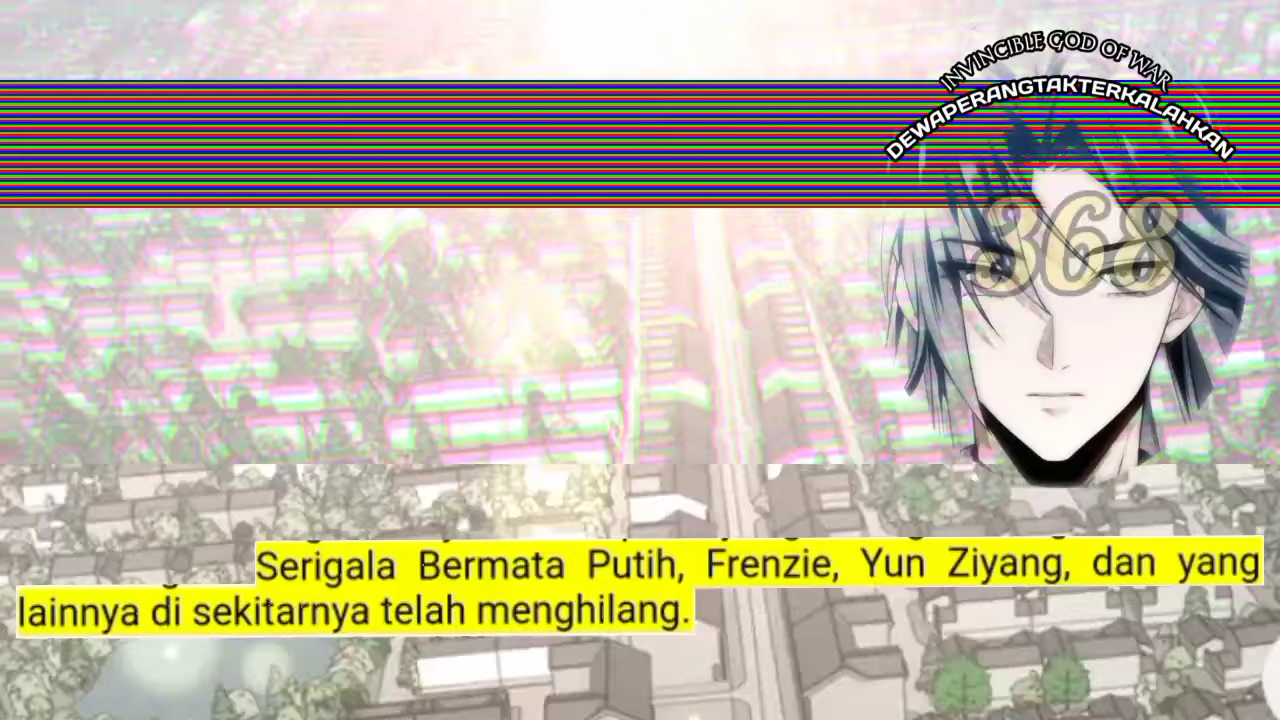 INVINCIBLE GOD OF WAR
DEWAPERANGTAKTERKALAHKAN
368
Serigala Bermata Putih, Frenzie, Yun Ziyang, dan yang
lainnya di sekitarnya telah menghilang.